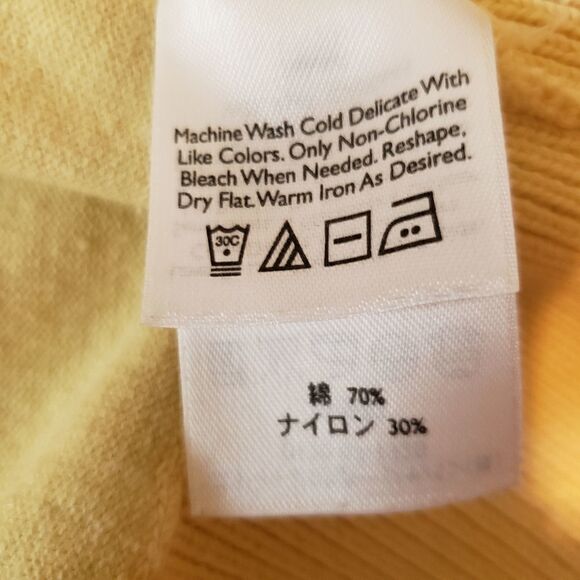 Machine Wash Cold Delicate With
Like Colors. Only Non-Chlorine
Bleach When Needed. Reshape,
Dry Flat. Warm Iron As Desired.
30C
綿 70%
ナイロン 30%